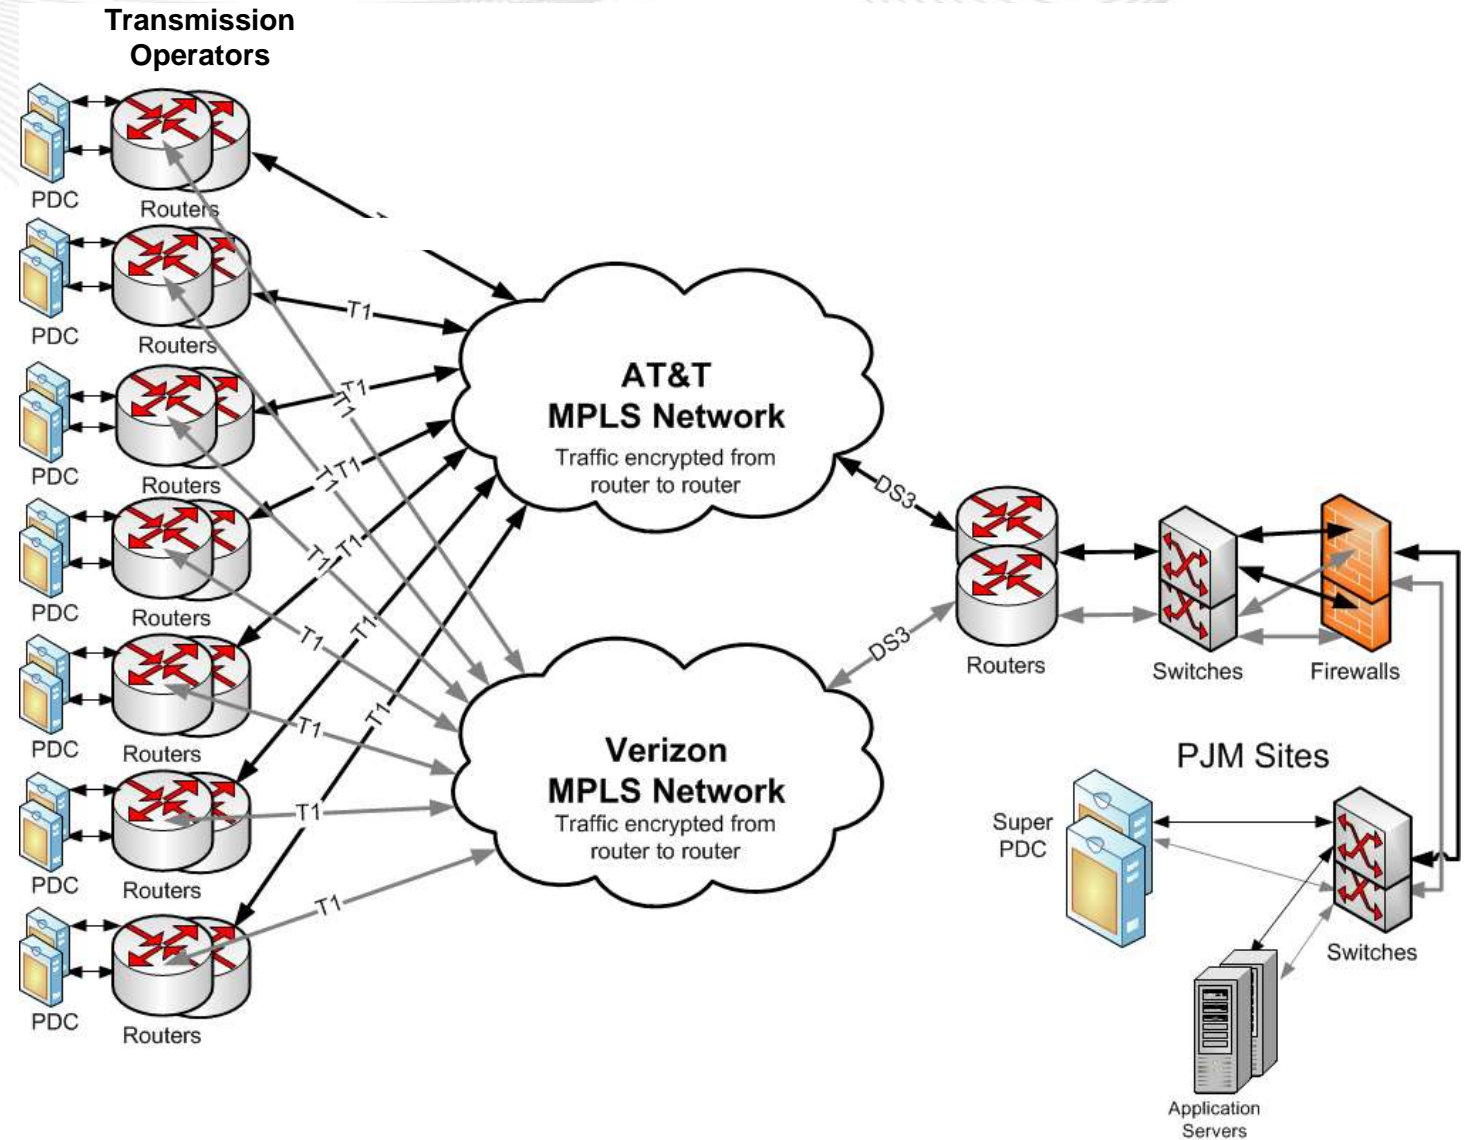 Transmission
Operators
PDC
Routers
PDC
Routers
T1
PDC
Routers
T1
T1
PDC
Routers
T1
T1
PDC
Routers
T1
T1
PDC
Routers
T1
T1
PDC
Routers
T1
T1
T1
T1
AT&T
MPLS Network
Traffic encrypted from
router to router
Verizon
MPLS Network
Traffic encrypted from
router to router
DS3
DS3
Routers
Switches
Firewalls
PJM Sites
Super
PDC
Switches
Application
Servers